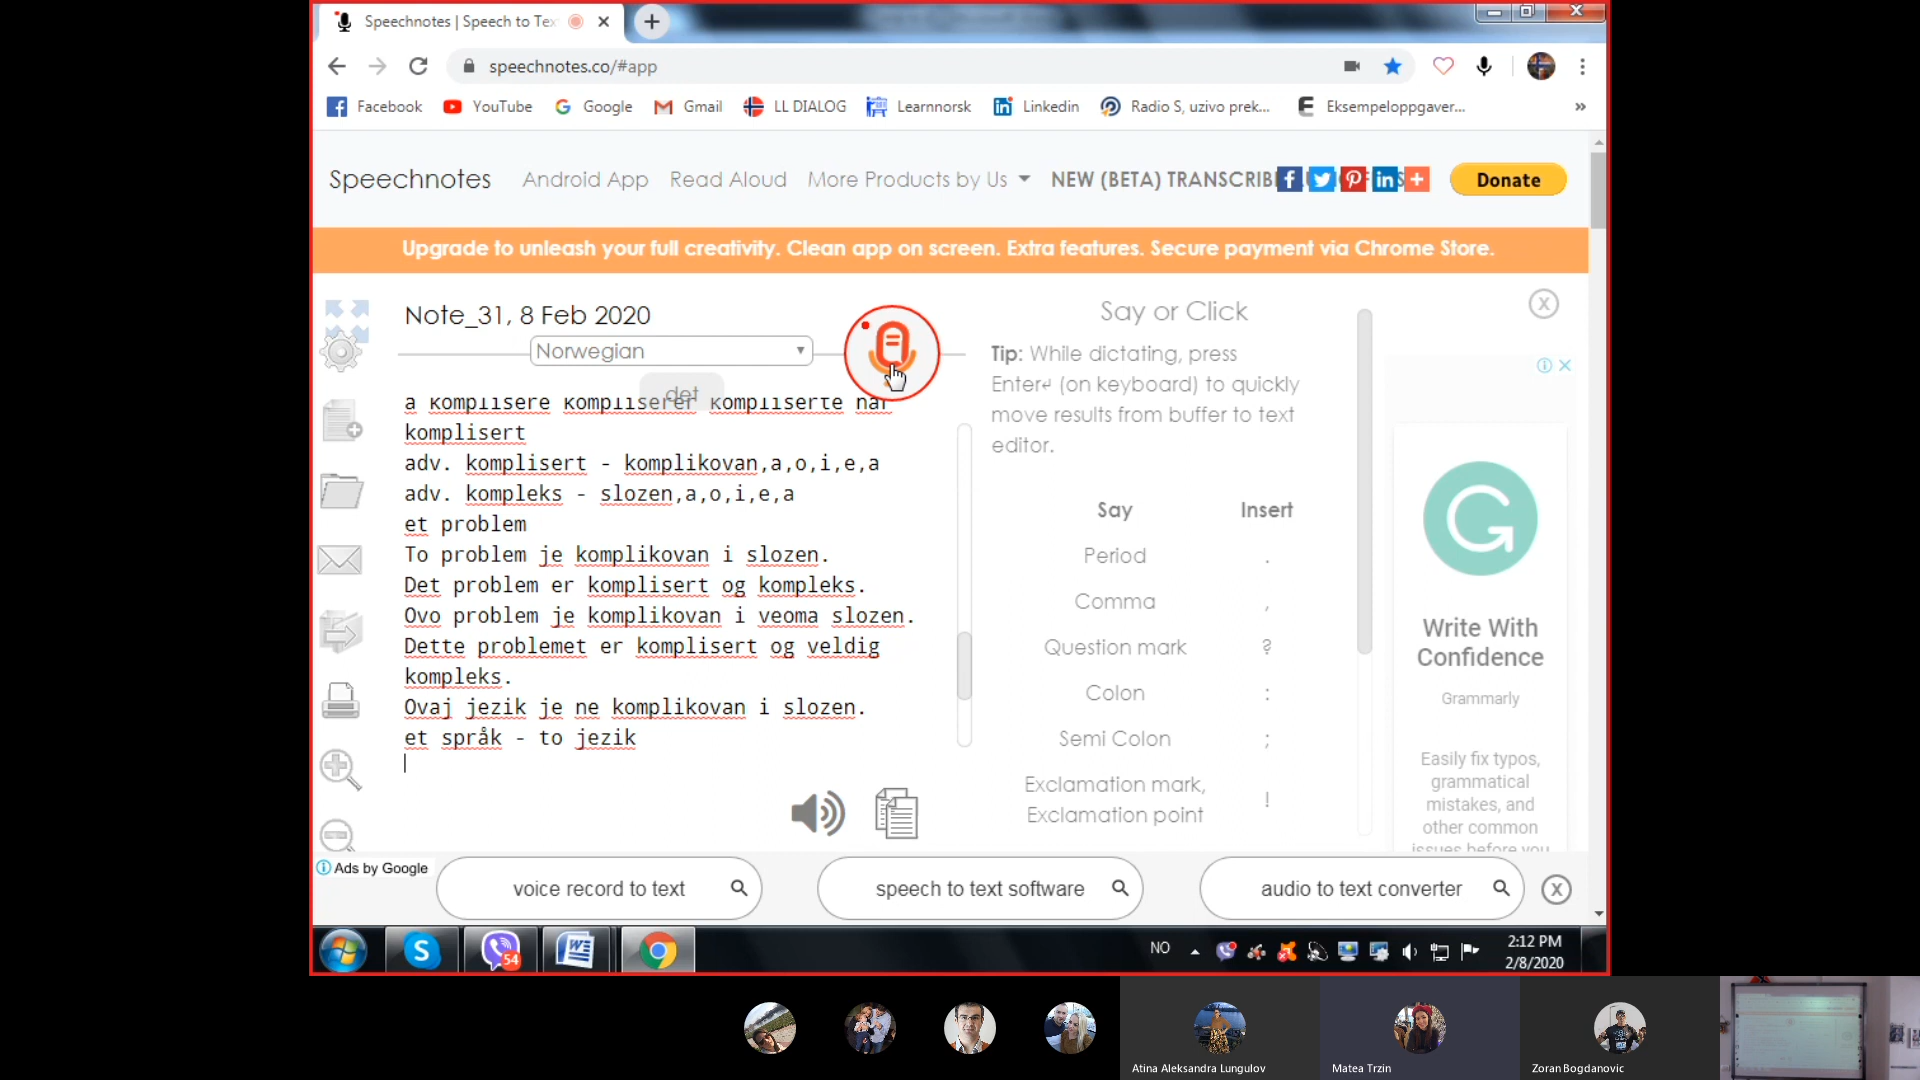 Speechnotes | Speech to Tex
speechnotes.co/#app
Facebook YouTube Google Gmail LL DIALOG Learnnorsk Linkedin Radio S, uzivo prek... Eksempeloppgaver... »
Speechnotes Android App Read Aloud More Products by Us NEW (BETA) TRANSCRIB Donate
Upgrade to unleash your full creativity. Clean app on screen. Extra features. Secure payment via Chrome Store.
Note_31, 8 Feb 2020
Norwegian
det
a komplisere kompliserer kompliserte har
komplisert
adv. komplisert - komplikovan,a,o,i,e,a
adv. kompleks - slozen,a,o,i,e,a
et problem
To problem je komplikovan i slozen.
Det problem er komplisert og kompleks.
Ovo problem je komplikovan i veoma slozen.
Dette problemet er komplisert og veldig
kompleks.
Ovaj jezik je ne komplikovan i slozen.
et språk - to jezik
Say or Click
Tip: While dictating, press
Enter↵ (on keyboard) to quickly
move results from buffer to text
editor.
Say Insert
Period .
Comma ,
Question mark ?
Colon :
Semi Colon ;
Exclamation mark,
Exclamation point !
Write With
Confidence
Grammarly
Easily fix typos,
grammatical
mistakes, and
other common
issues before you
Ads by Google
voice record to text
speech to text software
audio to text converter
54
NO
2:12 PM
2/8/2020
Atina Aleksandra Lungulov
Matea Trzin
Zoran Bogdanovic